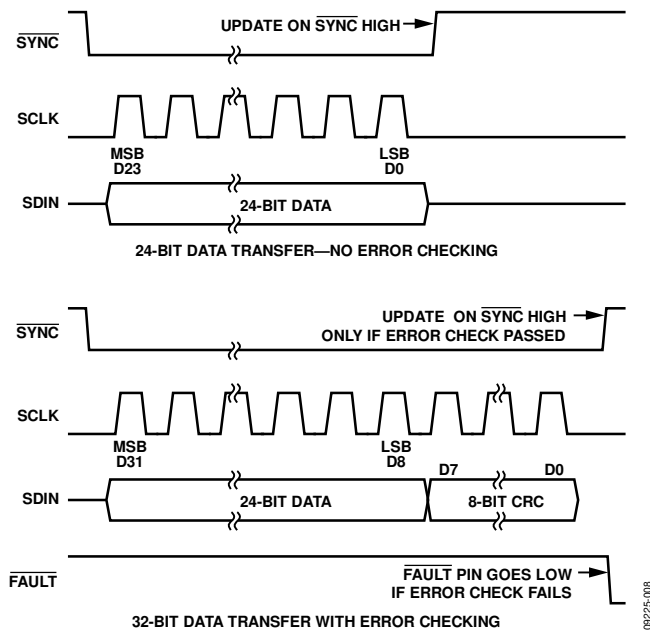 UPDATE ON SYNC HIGH
SYNC
SCLK
MSB
D23
LSB
D0
SDIN
24-BIT DATA
24-BIT DATA TRANSFER—NO ERROR CHECKING
UPDATE ON SYNC HIGH
ONLY IF ERROR CHECK PASSED
SYNC
SCLK
MSB
D31
LSB
D8
D7
D0
SDIN
24-BIT DATA
8-BIT CRC
FAULT
FAULT PIN GOES LOW
IF ERROR CHECK FAILS
32-BIT DATA TRANSFER WITH ERROR CHECKING
09225-008